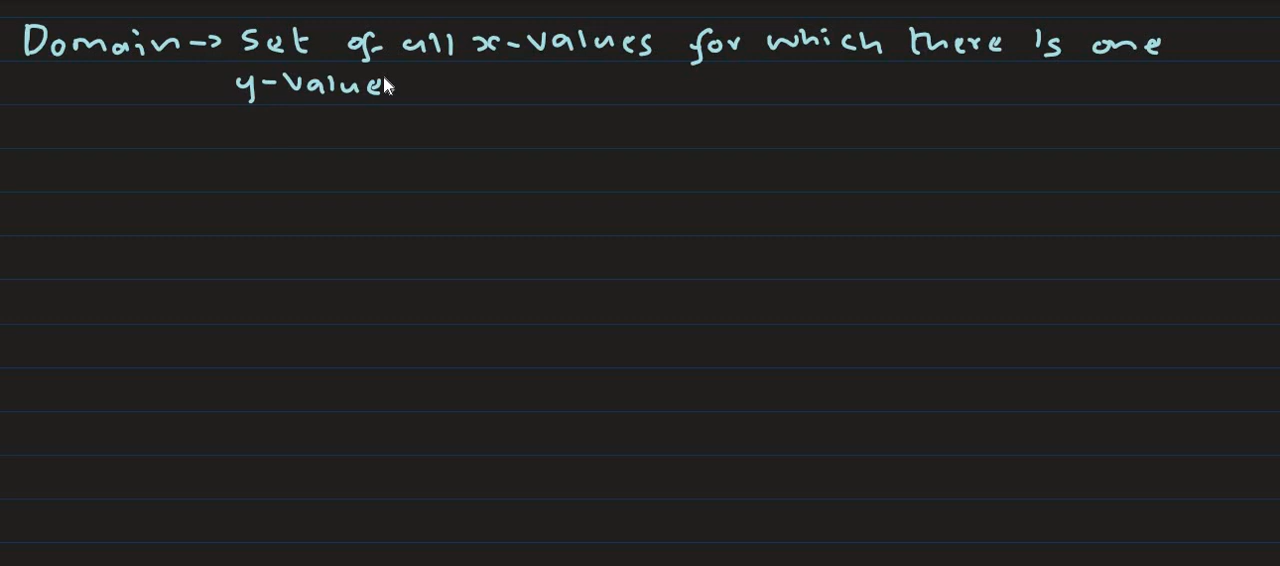 Domain -> set of all x-values for which there is one
y-value